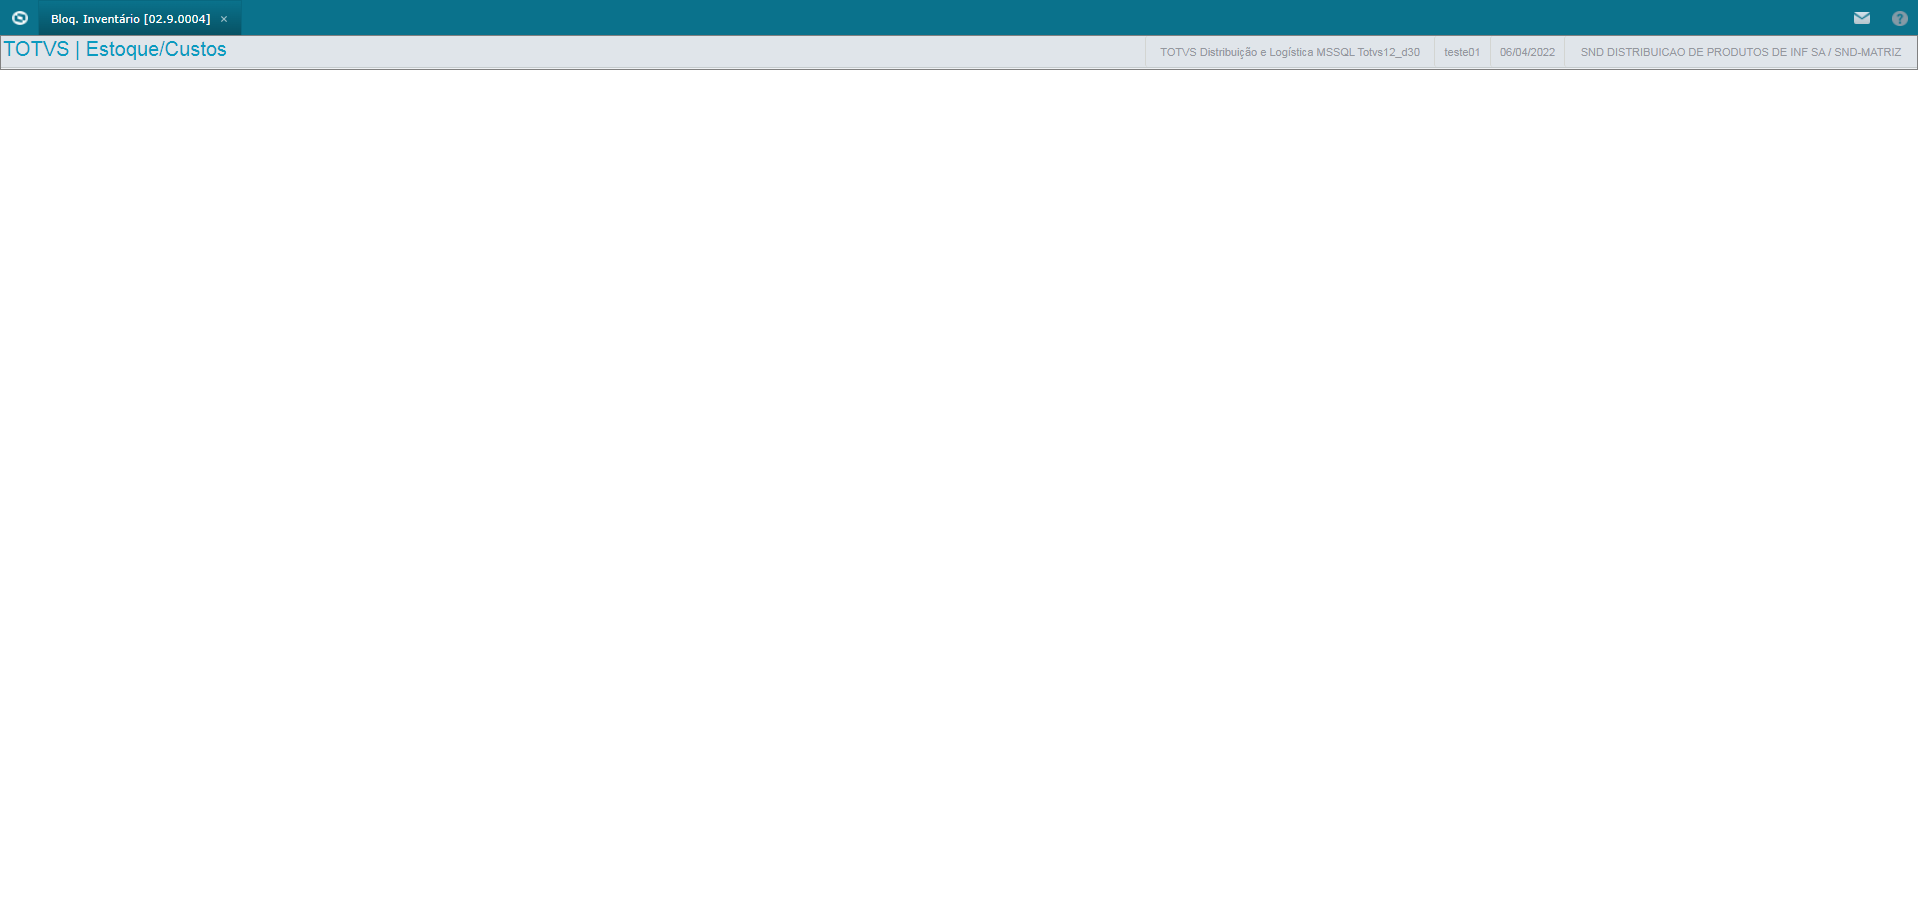 Bloq. Inventário [02.9.0004] ×
?
TOTVS | Estoque/Custos
TOTVS Distribuição e Logística MSSQL Totvs12_d30
teste01
06/04/2022
SND DISTRIBUICAO DE PRODUTOS DE INF SA / SND-MATRIZ